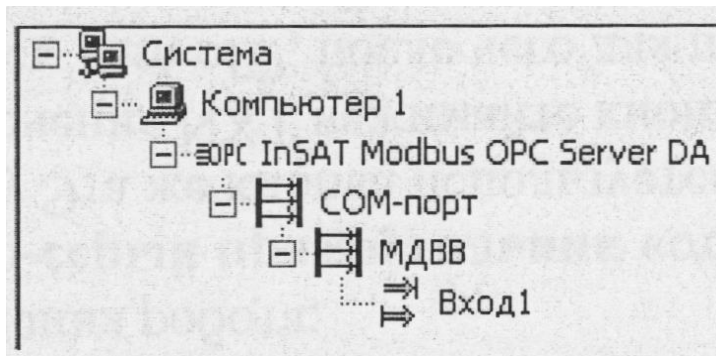 Система
Компьютер 1
OPC InSAT Modbus OPC Server DA
COM-порт
МДВВ
Вход1